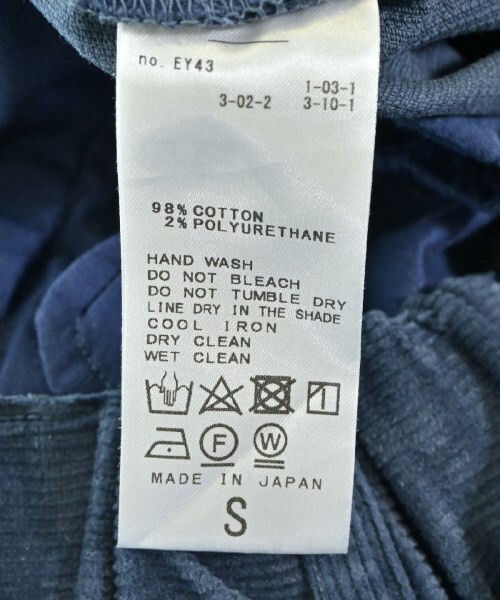 no. EY43
1-03-1
3-02-2 3-10-1
98% COTTON
2% POLYURETHANE
HAND WASH
DO NOT BLEACH
DO NOT TUMBLE DRY
LINE DRY IN THE SHADE
COOL IRON
DRY CLEAN
WET CLEAN
F W
MADE IN JAPAN
S